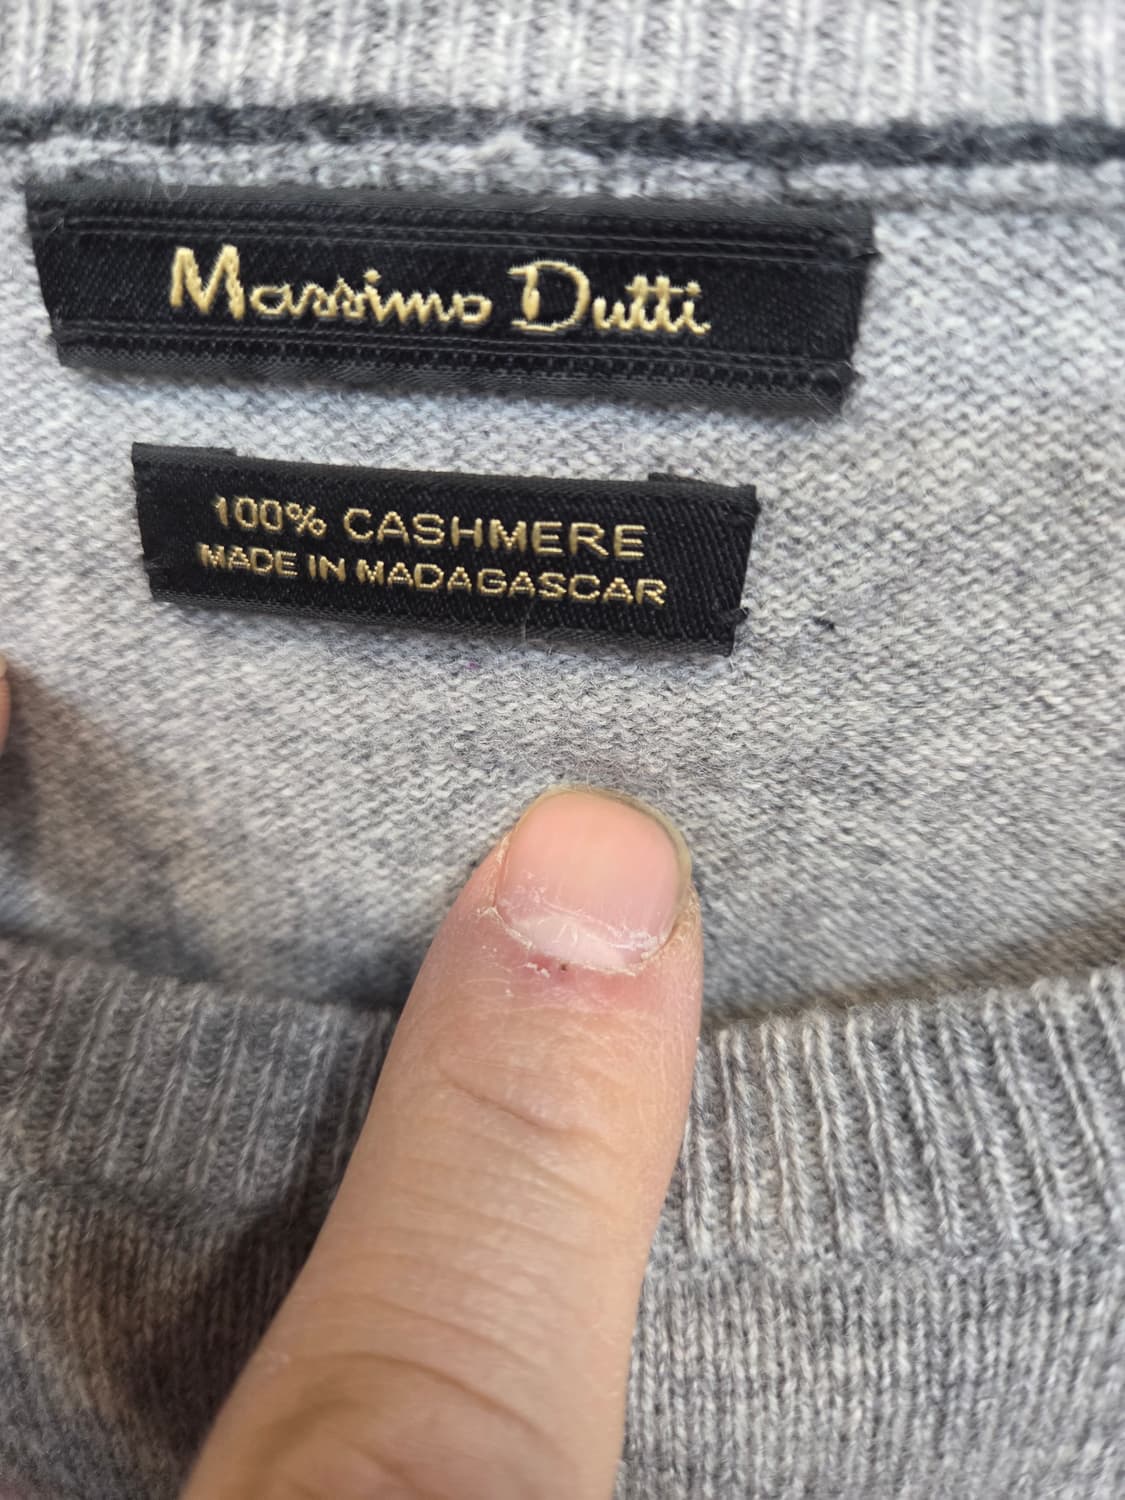 Massimo Dutti
100% CASHMERE
MADE IN MADAGASCAR